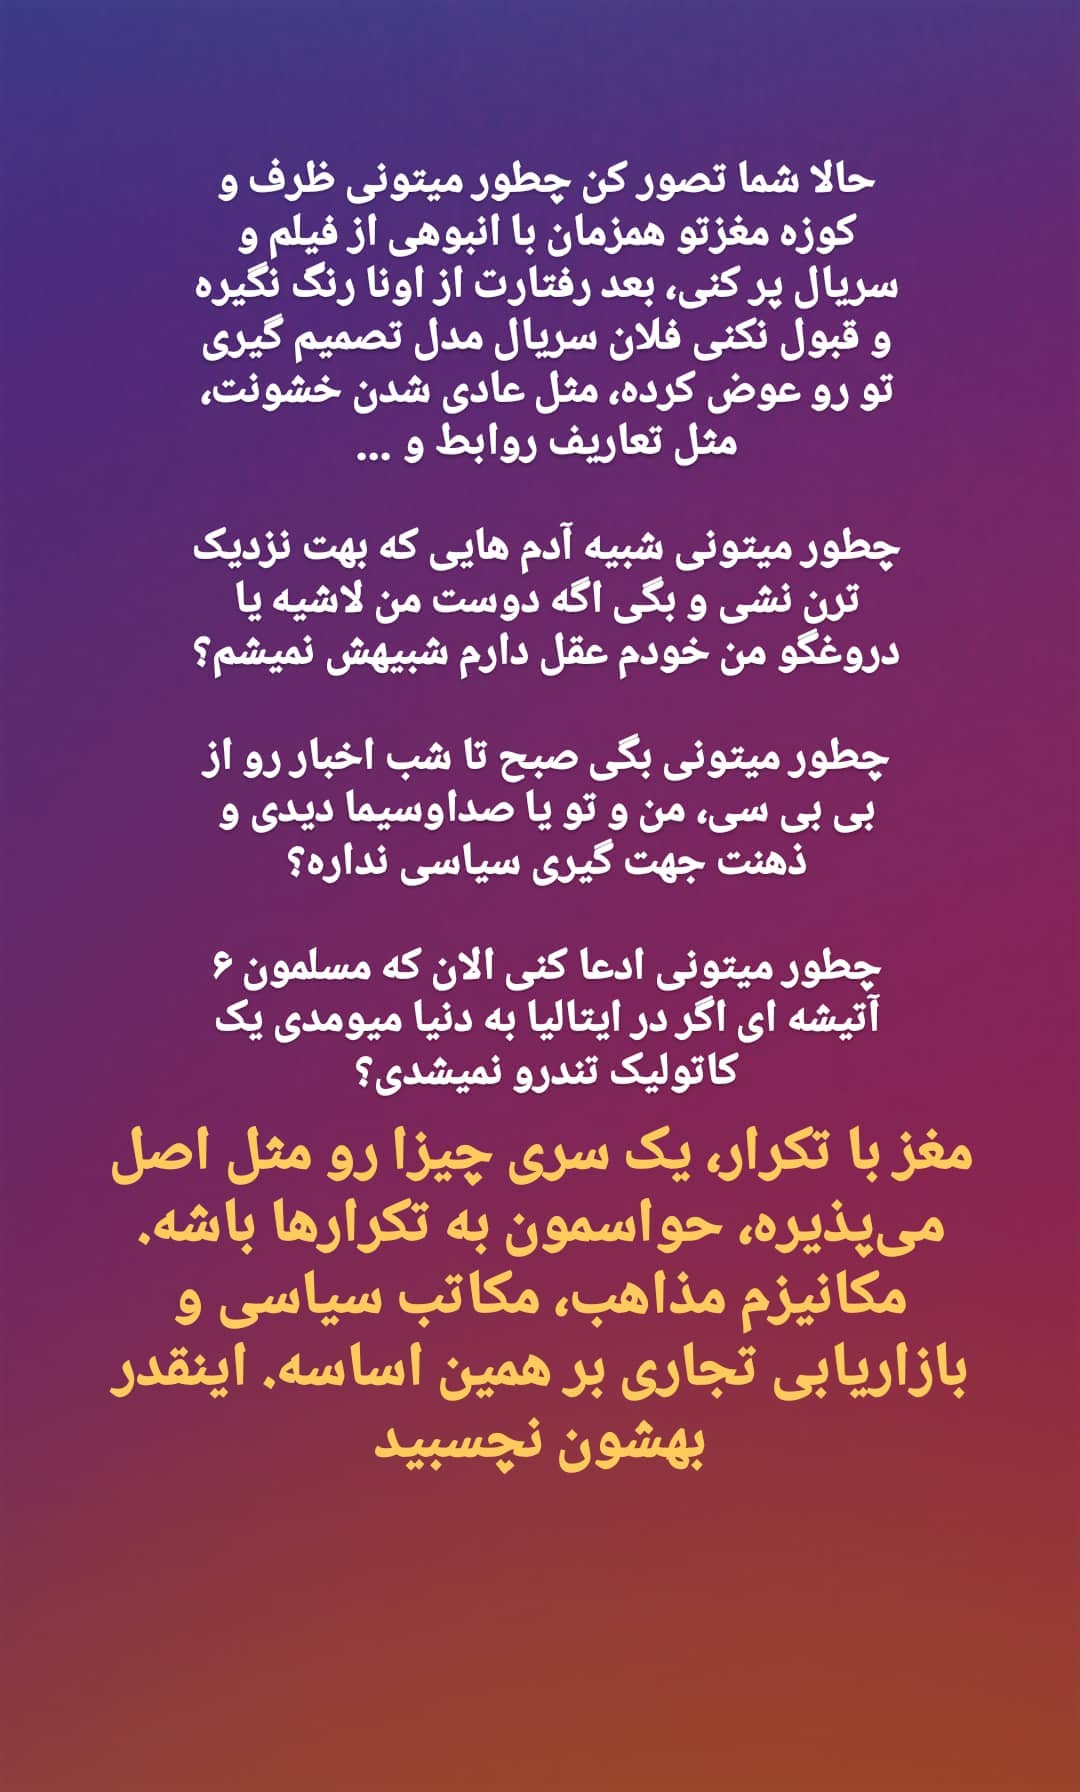 حالا شما تصور کن چطور میتونی ظرف و
کوزه مغزتو همزمان با انبوهی از فیلم و
سریال پر کنی، بعد رفتارت از اونا رنگ نگیره
و قبول نکنی فلان سریال مدل تصمیم گیری
تو رو عوض کرده، مثل عادی شدن خشونت،
مثل تعاریف روابط و ...
چطور میتونی شبیه آدم هایی که بهت نزدیک
ترن نشی و بگی اگه دوست من لاشیه یا
دروغگو من خودم عقل دارم شبیهش نمیشم؟
چطور میتونی بگی صبح تا شب اخبار رو از
بی بی سی، من و تو یا صداوسیما دیدی و
ذهنت جهت گیری سیاسی نداره؟
چطور میتونی ادعا کنی الان که مسلمون ۶
آتیشه ای اگر در ایتالیا به دنیا میومدی یک
کاتولیک تندرو نمیشدی؟
مغز با تکرار، یک سری چیزا رو مثل اصل
می‌پذیره، حواسمون به تکرارها باشه.
مکانیزم مذاهب، مکاتب سیاسی و
بازاریابی تجاری بر همین اساسه. اینقدر
بهشون نچسبید